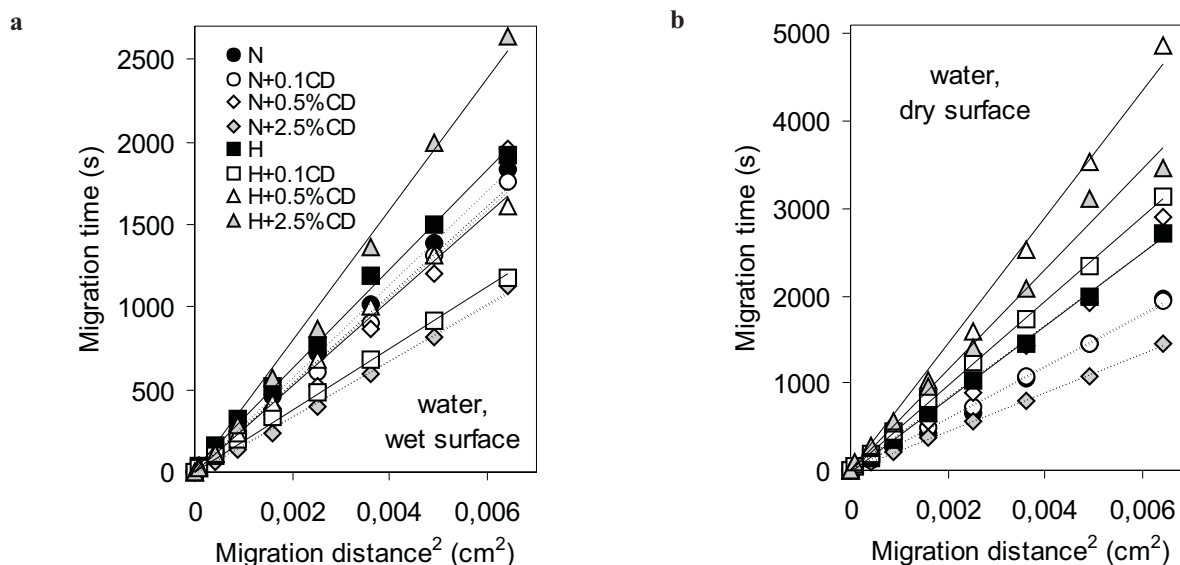 a
2500
2000
1500
1000
500
0
Migration time (s)
N
N+0.1CD
N+0.5%CD
N+2.5%CD
H
H+0.1CD
H+0.5%CD
H+2.5%CD
water,
wet surface
0 0,002 0,004 0,006
Migration distance² (cm²)
b
5000
4000
3000
2000
1000
0
Migration time (s)
water,
dry surface
0 0,002 0,004 0,006
Migration distance² (cm²)